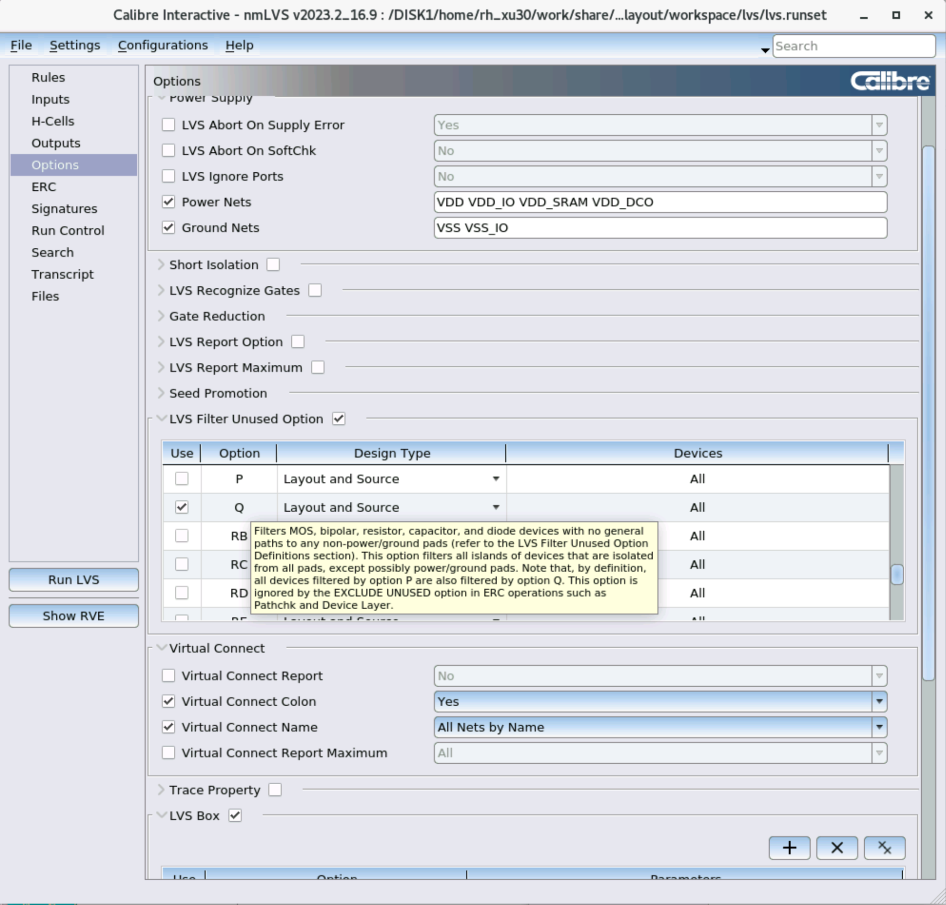 Calibre Interactive - nmLVS v2023.2_16.9 : /DISK1/home/rh_xu30/work/share/...layout/workspace/lvs/lvs.runset
File Settings Configurations Help Search
Rules
Inputs
H-Cells
Outputs
Options
ERC
Signatures
Run Control
Search
Transcript
Files
Run LVS
Show RVE
Options Calibre
Power Supply
LVS Abort On Supply Error Yes
LVS Abort On SoftChk No
LVS Ignore Ports No
Power Nets VDD VDD_IO VDD_SRAM VDD_DCO
Ground Nets VSS VSS_IO
Short Isolation
LVS Recognize Gates
Gate Reduction
LVS Report Option
LVS Report Maximum
Seed Promotion
LVS Filter Unused Option
Use Option Design Type Devices
P Layout and Source All
Q Layout and Source All
RB All
RC All
RD All
Filters MOS, bipolar, resistor, capacitor, and diode devices with no general
paths to any non-power/ground pads (refer to the LVS Filter Unused Option
Definitions section). This option filters all islands of devices that are isolated
from all pads, except possibly power/ground pads. Note that, by definition,
all devices filtered by option P are also filtered by option Q. This option is
ignored by the EXCLUDE UNUSED option in ERC operations such as
Pathchk and Device Layer.
Layout and Source All
Virtual Connect
Virtual Connect Report No
Virtual Connect Colon Yes
Virtual Connect Name All Nets by Name
Virtual Connect Report Maximum All
Trace Property
LVS Box
Use Option Parameters